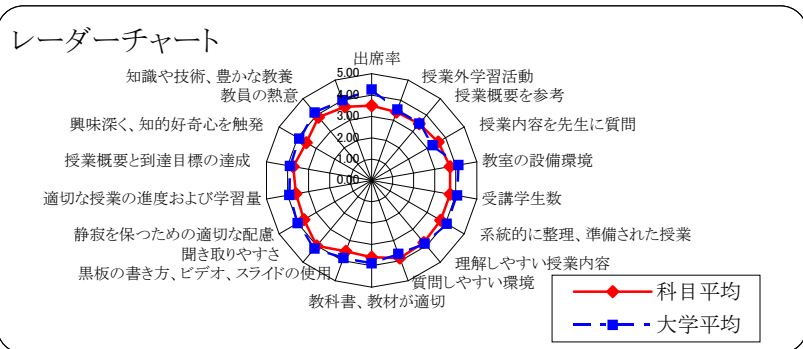 レーダーチャート
出席率
授業外学習活動
授業概要を参考
授業内容を先生に質問
教室の設備環境
受講学生数
系統的に整理、準備された授業
理解しやすい授業内容
質問しやすい環境
教科書、教材が適切
黒板の書き方、ビデオ、スライドの使用
聞き取りやすさ
静寂を保つための適切な配慮
適切な授業の進度および学習量
授業概要と到達目標の達成
興味深く、知的好奇心を触発
教員の熱意
知識や技術、豊かな教養
5.00
4.00
3.00
2.00
1.00
0.00
科目平均
大学平均